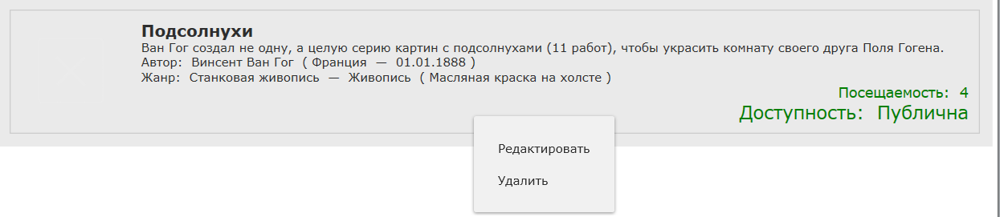 Подсолнухи
Ван Гог создал не одну, а целую серию картин с подсолнухами (11 работ), чтобы украсить комнату своего друга Поля Гогена.
Автор: Винсент Ван Гог ( Франция — 01.01.1888 )
Жанр: Станковая живопись — Живопись ( Масляная краска на холсте )
Посещаемость: 4
Доступность: Публична
Редактировать
Удалить